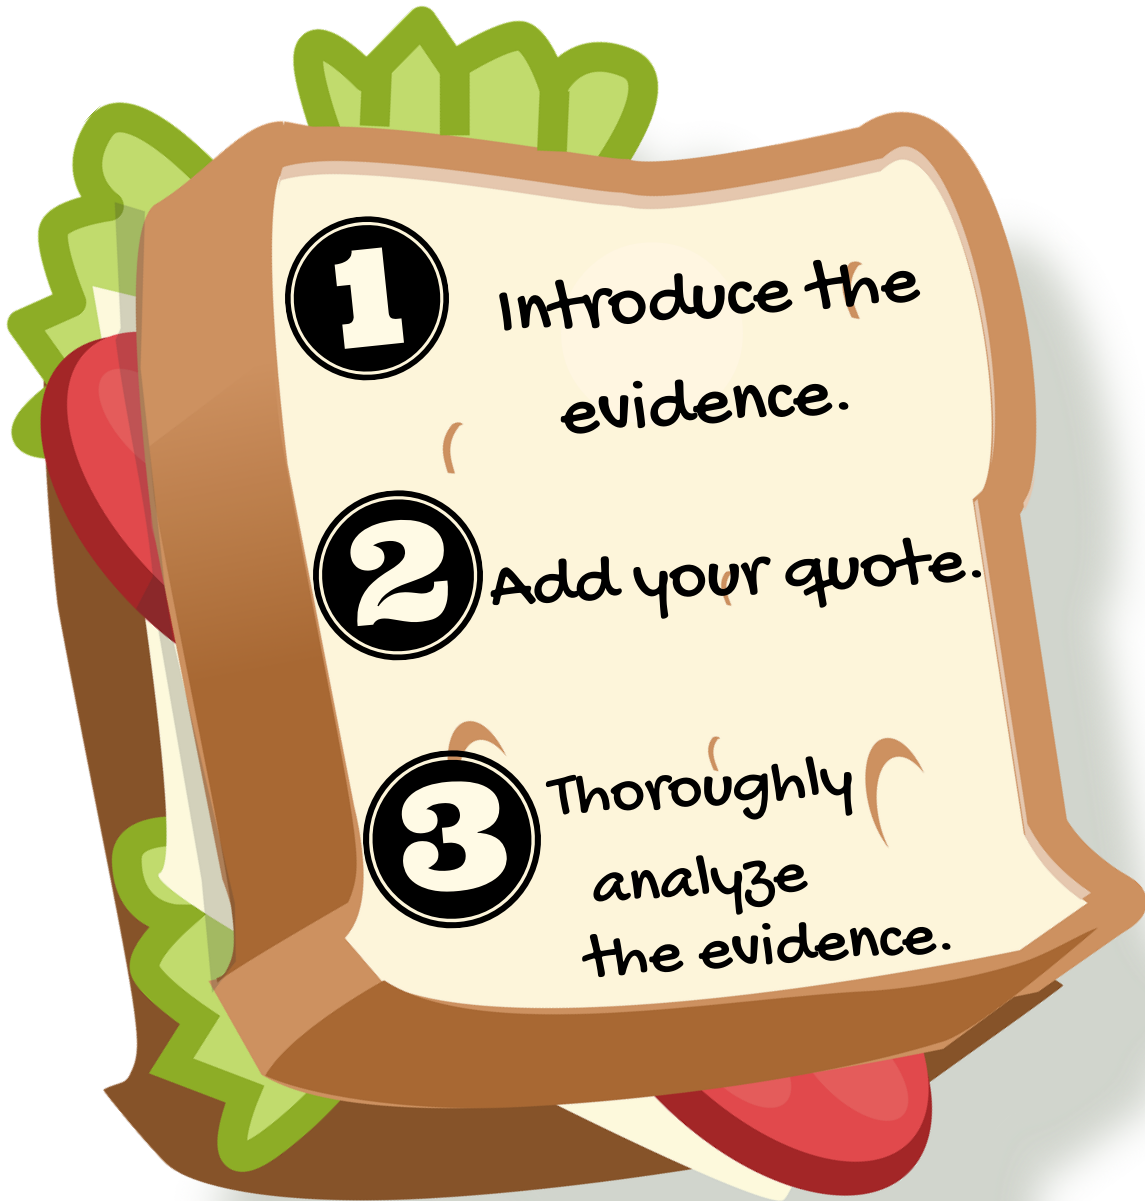 1 Introduce the
evidence.
2 Add your quote.
3 Thoroughly
analyze
the evidence.